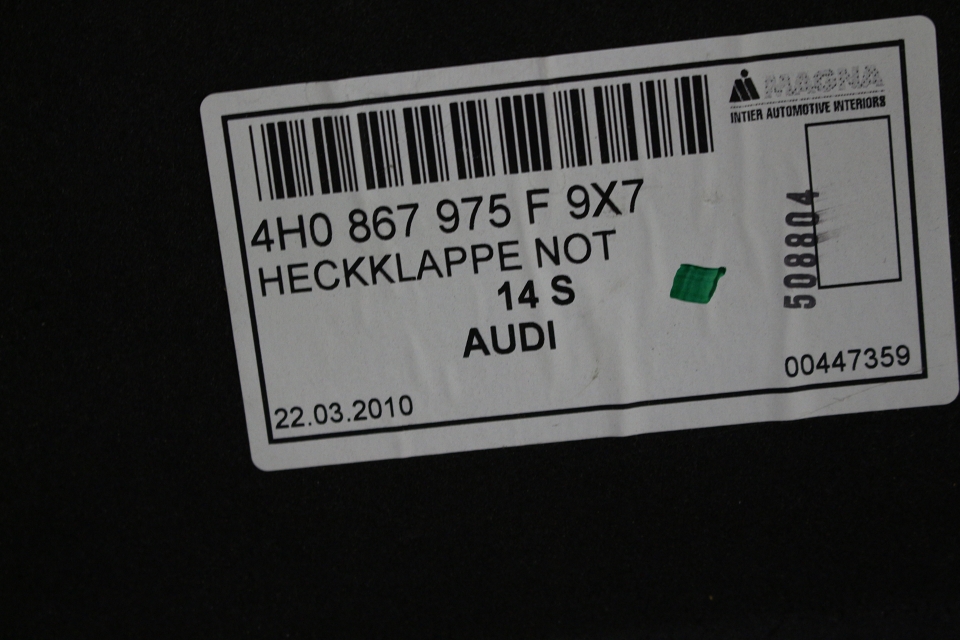 MAGNA
INTIER AUTOMOTIVE INTERIORS
4H0 867 975 F 9X7
HECKKLAPPE NOT
14 S
AUDI
508804
00447359
22.03.2010